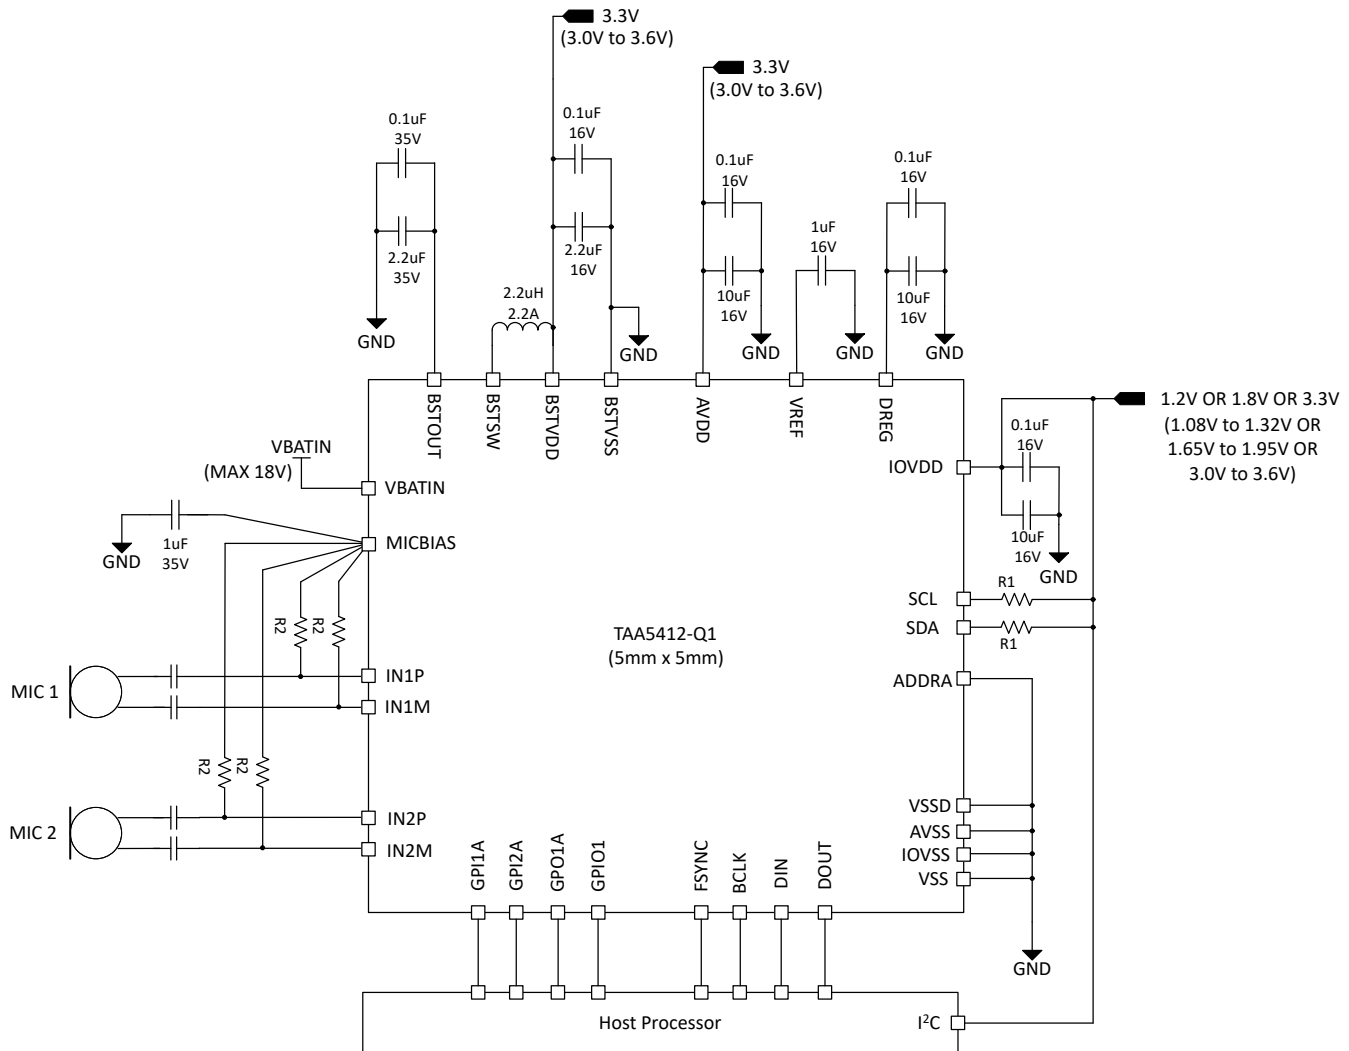 3.3V
(3.0V to 3.6V)
3.3V
(3.0V to 3.6V)
0.1uF
35V
0.1uF
16V
0.1uF
16V
0.1uF
16V
2.2uF
35V
2.2uF
16V
1uF
16V
10uF
16V
10uF
16V
2.2uH
2.2A
GND
GND
GND
GND
GND
BSTOUT
BSTSW
BSTVDD
BSTVSS
AVDD
VREF
DREG
1.2V OR 1.8V OR 3.3V
(1.08V to 1.32V OR
1.65V to 1.95V OR
3.0V to 3.6V)
0.1uF
16V
IOVDD
10uF
16V
GND
VBATIN
(MAX 18V)
VBATIN
MICBIAS
1uF
35V
GND
R2
R2
SCL
R1
SDA
R1
TAA5412-Q1
(5mm x 5mm)
ADDRA
MIC 1
IN1P
IN1M
R2
R2
MIC 2
IN2P
IN2M
VSSD
AVSS
IOVSS
VSS
GND
GPI1A
GPI2A
GPO1A
GPIO1
FSYNC
BCLK
DIN
DOUT
Host Processor
I²C